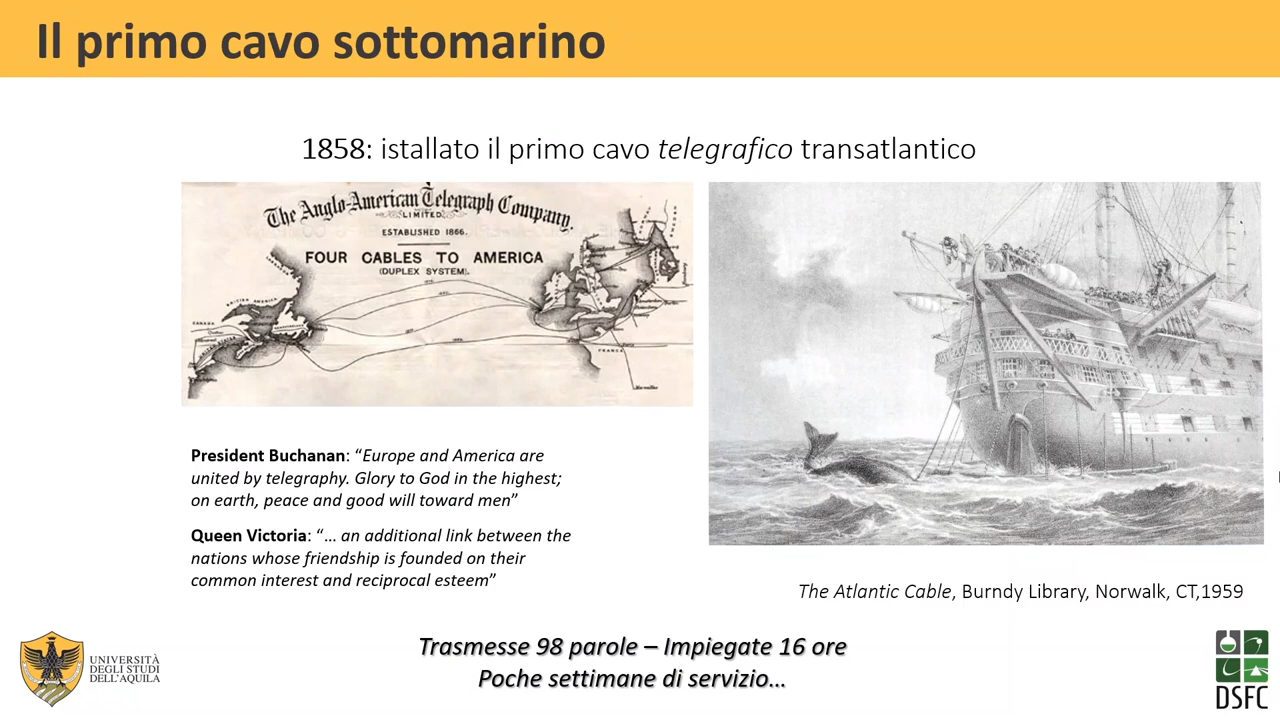 Il primo cavo sottomarino
1858: istallato il primo cavo telegrafico transatlantico
The Anglo-American Telegraph Company,
LIMITED.
ESTABLISHED 1866.
FOUR CABLES TO AMERICA
(DUPLEX SYSTEM).
BRITISH AMERICA
CANADA
FRANCE
President Buchanan: “Europe and America are
united by telegraphy. Glory to God in the highest;
on earth, peace and good will toward men”
Queen Victoria: “… an additional link between the
nations whose friendship is founded on their
common interest and reciprocal esteem”
The Atlantic Cable, Burndy Library, Norwalk, CT,1959
Trasmesse 98 parole – Impiegate 16 ore
Poche settimane di servizio…
UNIVERSITÀ
DEGLI STUDI
DELL'AQUILA
DSFC